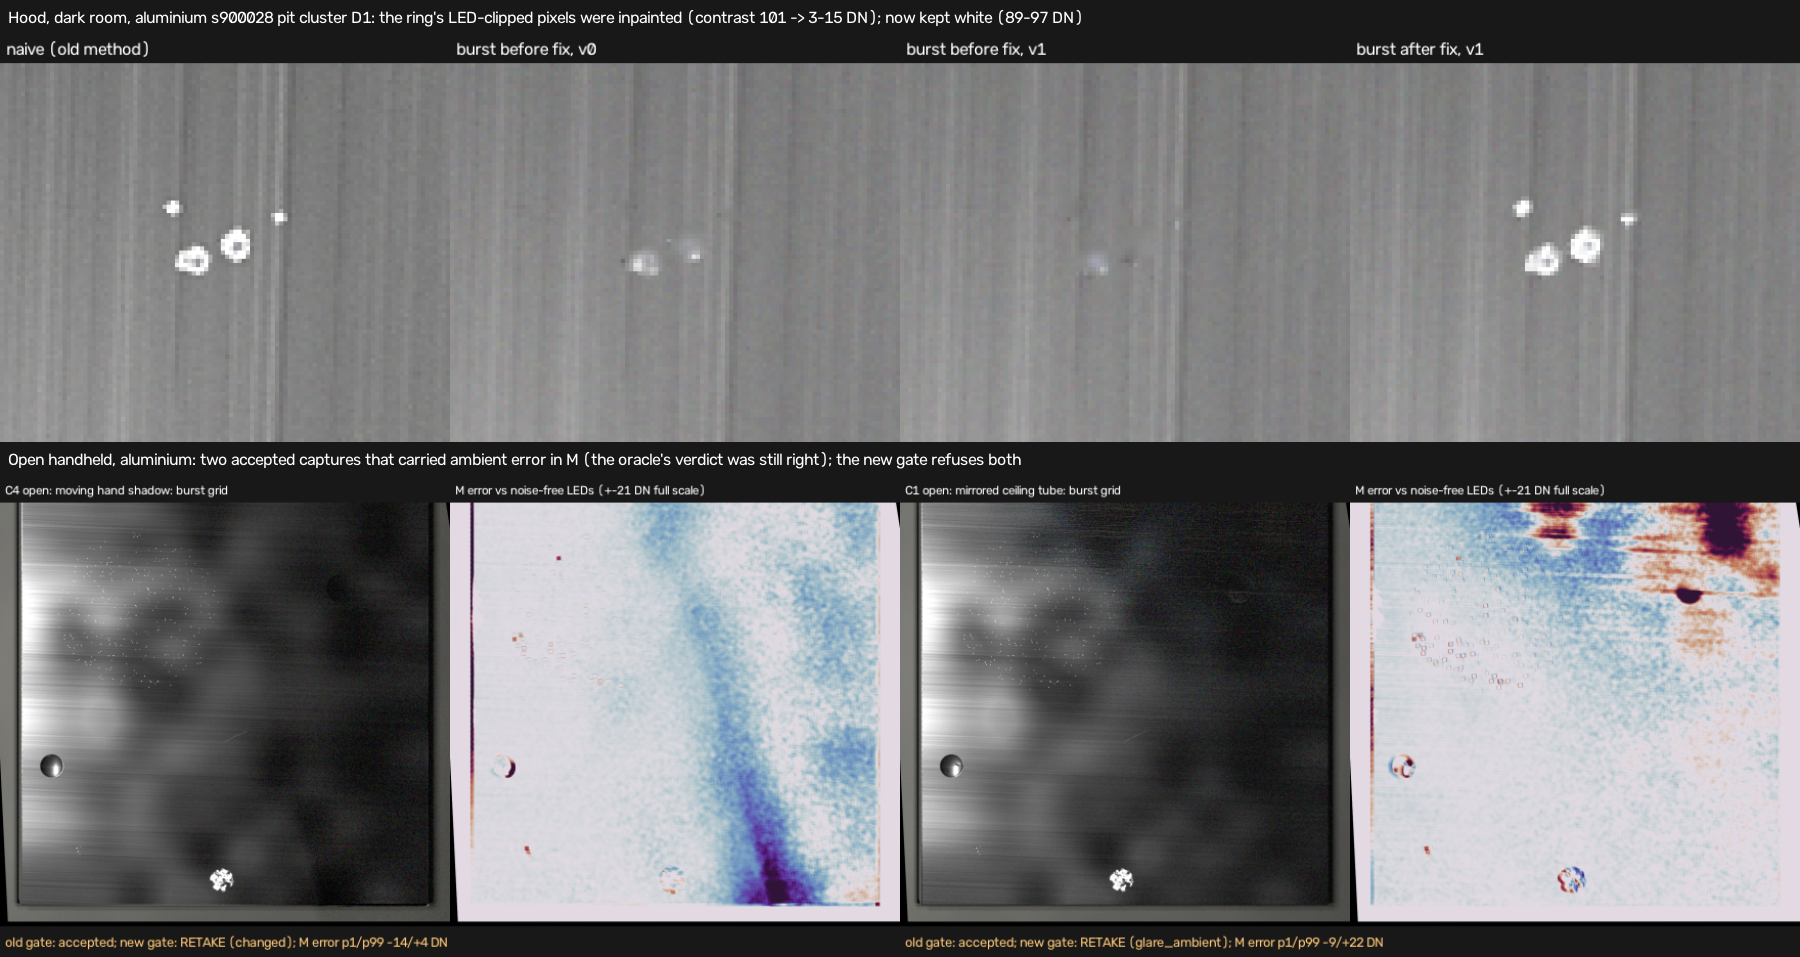 Hood, dark room, aluminium s900028 pit cluster D1: the ring's LED-clipped pixels were inpainted (contrast 101 -> 3-15 DN); now kept white (89-97 DN)
naive (old method)
burst before fix, v0
burst before fix, v1
burst after fix, v1
Open handheld, aluminium: two accepted captures that carried ambient error in M (the oracle's verdict was still right); the new gate refuses both
C4 open: moving hand shadow: burst grid
M error vs noise-free LEDs (+-21 DN full scale)
C1 open: mirrored ceiling tube: burst grid
M error vs noise-free LEDs (+-21 DN full scale)
old gate: accepted; new gate: RETAKE (changed); M error p1/p99 -14/+4 DN
old gate: accepted; new gate: RETAKE (glare_ambient); M error p1/p99 -9/+22 DN